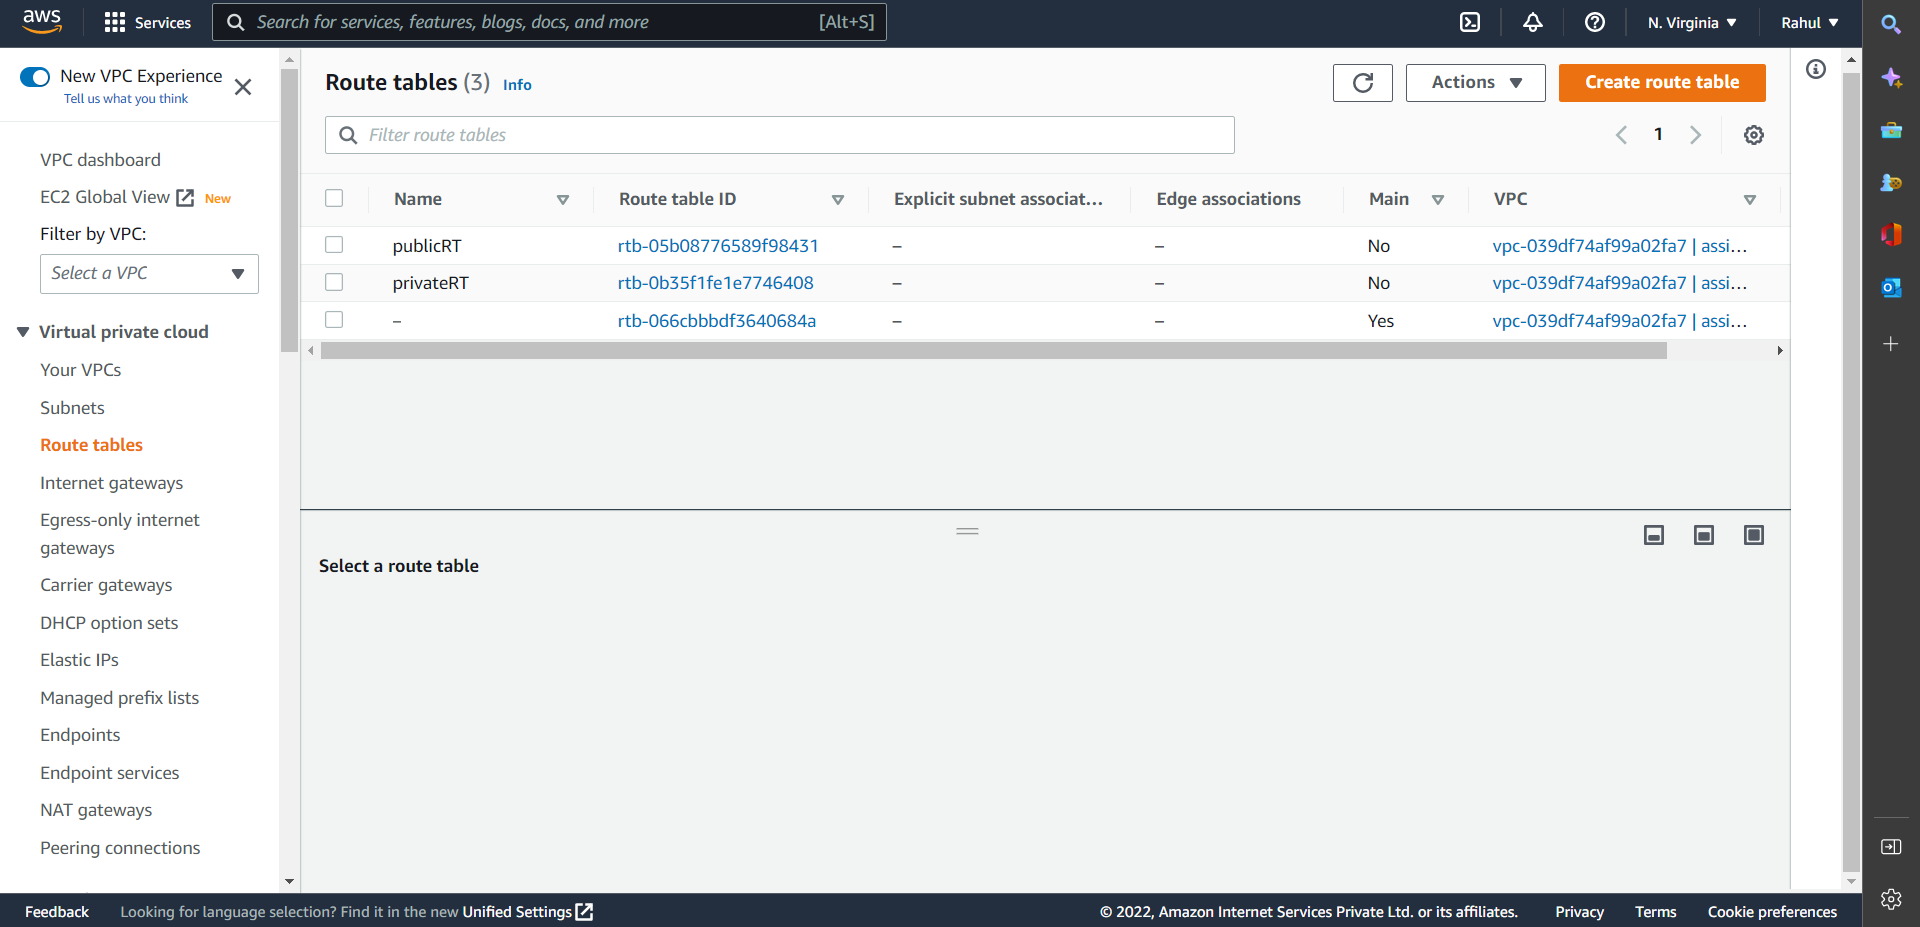 aws
Services
Search for services, features, blogs, docs, and more
[Alt+S]
N. Virginia
Rahul
New VPC Experience
Tell us what you think
VPC dashboard
EC2 Global View
New
Filter by VPC:
Select a VPC
Virtual private cloud
Your VPCs
Subnets
Route tables
Internet gateways
Egress-only internet
gateways
Carrier gateways
DHCP option sets
Elastic IPs
Managed prefix lists
Endpoints
Endpoint services
NAT gateways
Peering connections
Route tables (3) Info
Actions
Create route table
Filter route tables
1
Name Route table ID Explicit subnet associat... Edge associations Main VPC
publicRT rtb-05b08776589f98431 – – No vpc-039df74af99a02fa7 | assi...
privateRT rtb-0b35f1fe1e7746408 – – No vpc-039df74af99a02fa7 | assi...
– rtb-066cbbbdf3640684a – – Yes vpc-039df74af99a02fa7 | assi...
Select a route table
Feedback Looking for language selection? Find it in the new Unified Settings
© 2022, Amazon Internet Services Private Ltd. or its affiliates. Privacy Terms Cookie preferences